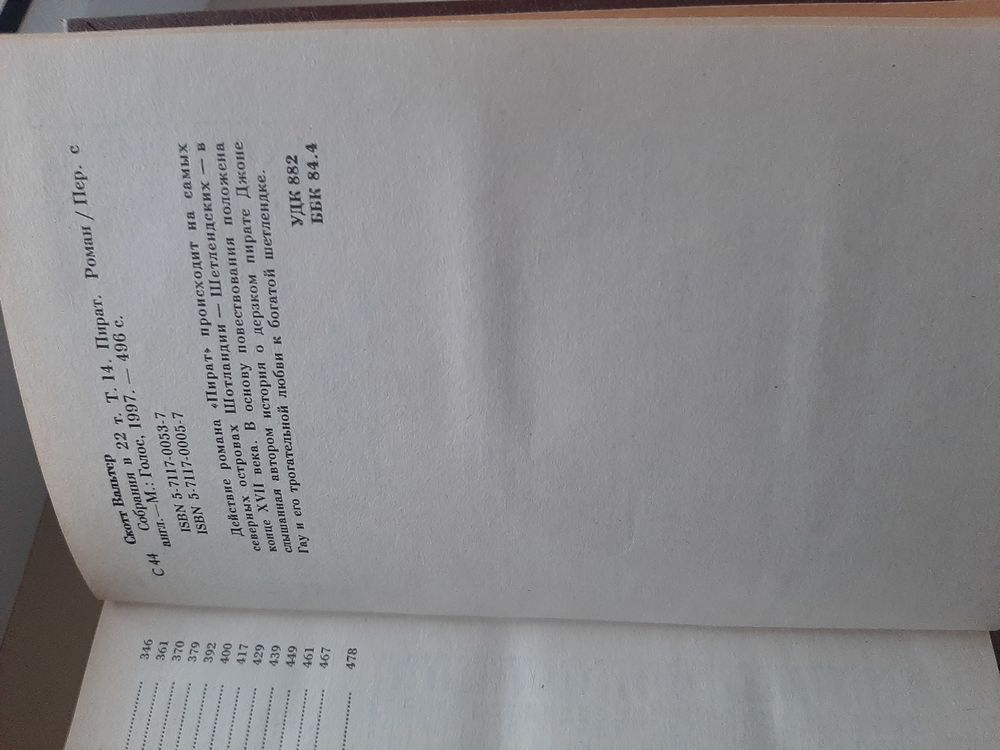 346
361
370
379
392
400
417
429
439
449
461
467
478
Скотт Вальтер
С 44
Собрания в 22 т. Т. 14. Пират. Роман / Пер. с
англ.—М.: Голос, 1997. — 496 с.
ISBN 5-7117-0053-7
ISBN 5-7117-0005-7
Действие романа «Пират» происходит на самых
северных островах Шотландии — Шетлендских — в
конце XVII века. В основу повествования положена
слышанная автором история о дерзком пирате Джоне
Гау и его трогательной любви к богатой шетлендке.
УДК 882
ББК 84.4